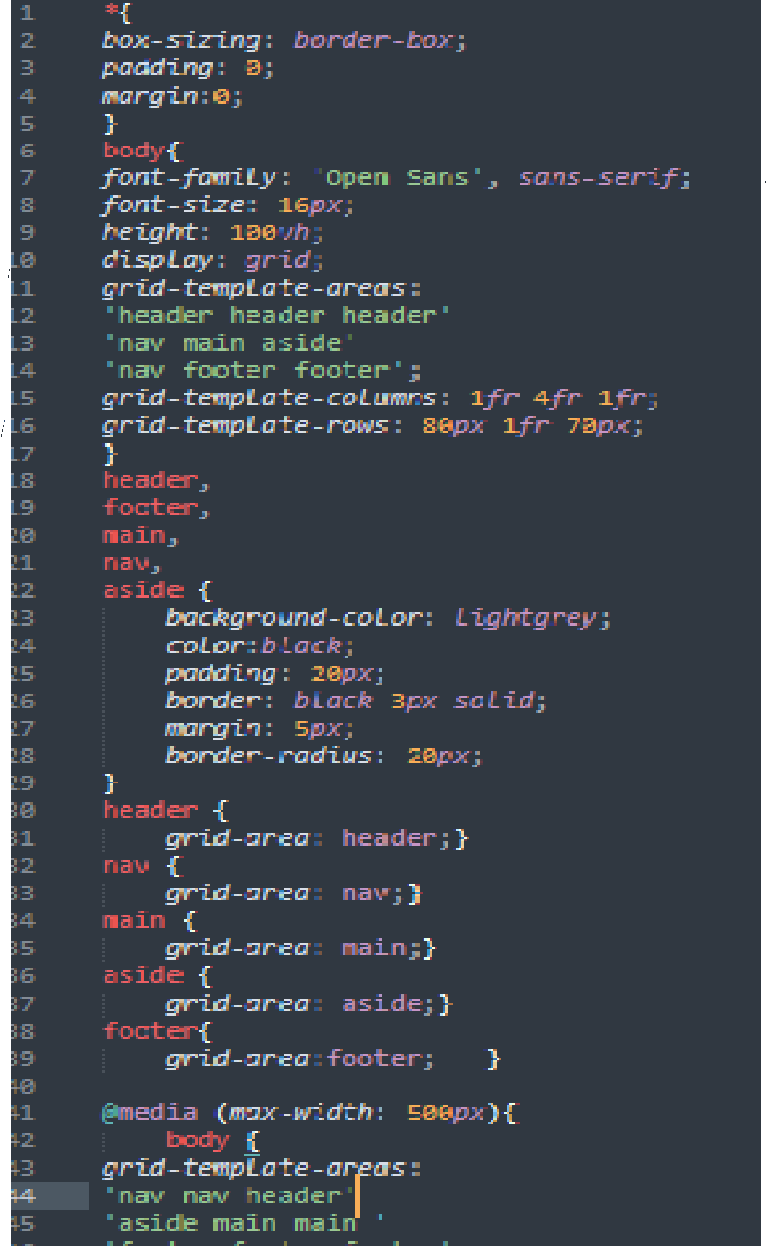 1 *{
2 box-sizing: border-box;
3 padding: 0;
4 margin:0;
5 }
6 body{
7 font-family: 'Open Sans', sans-serif;
8 font-size: 16px;
9 height: 100vh;
10 display: grid;
11 grid-template-areas:
12 'header header header'
13 'nav main aside'
14 'nav footer footer';
15 grid-template-columns: 1fr 4fr 1fr;
16 grid-template-rows: 80px 1fr 70px;
17 }
18 header,
19 footer,
20 main,
21 nav,
22 aside {
23 background-color: lightgrey;
24 color:black;
25 padding: 20px;
26 border: black 3px solid;
27 margin: 5px;
28 border-radius: 20px;
29 }
30 header {
31 grid-area: header;}
32 nav {
33 grid-area: nav;}
34 main {
35 grid-area: main;}
36 aside {
37 grid-area: aside;}
38 footer{
39 grid-area:footer; }
40
41 @media (max-width: 500px){
42 body {
43 grid-template-areas:
44 'nav nav header'
45 'aside main main '